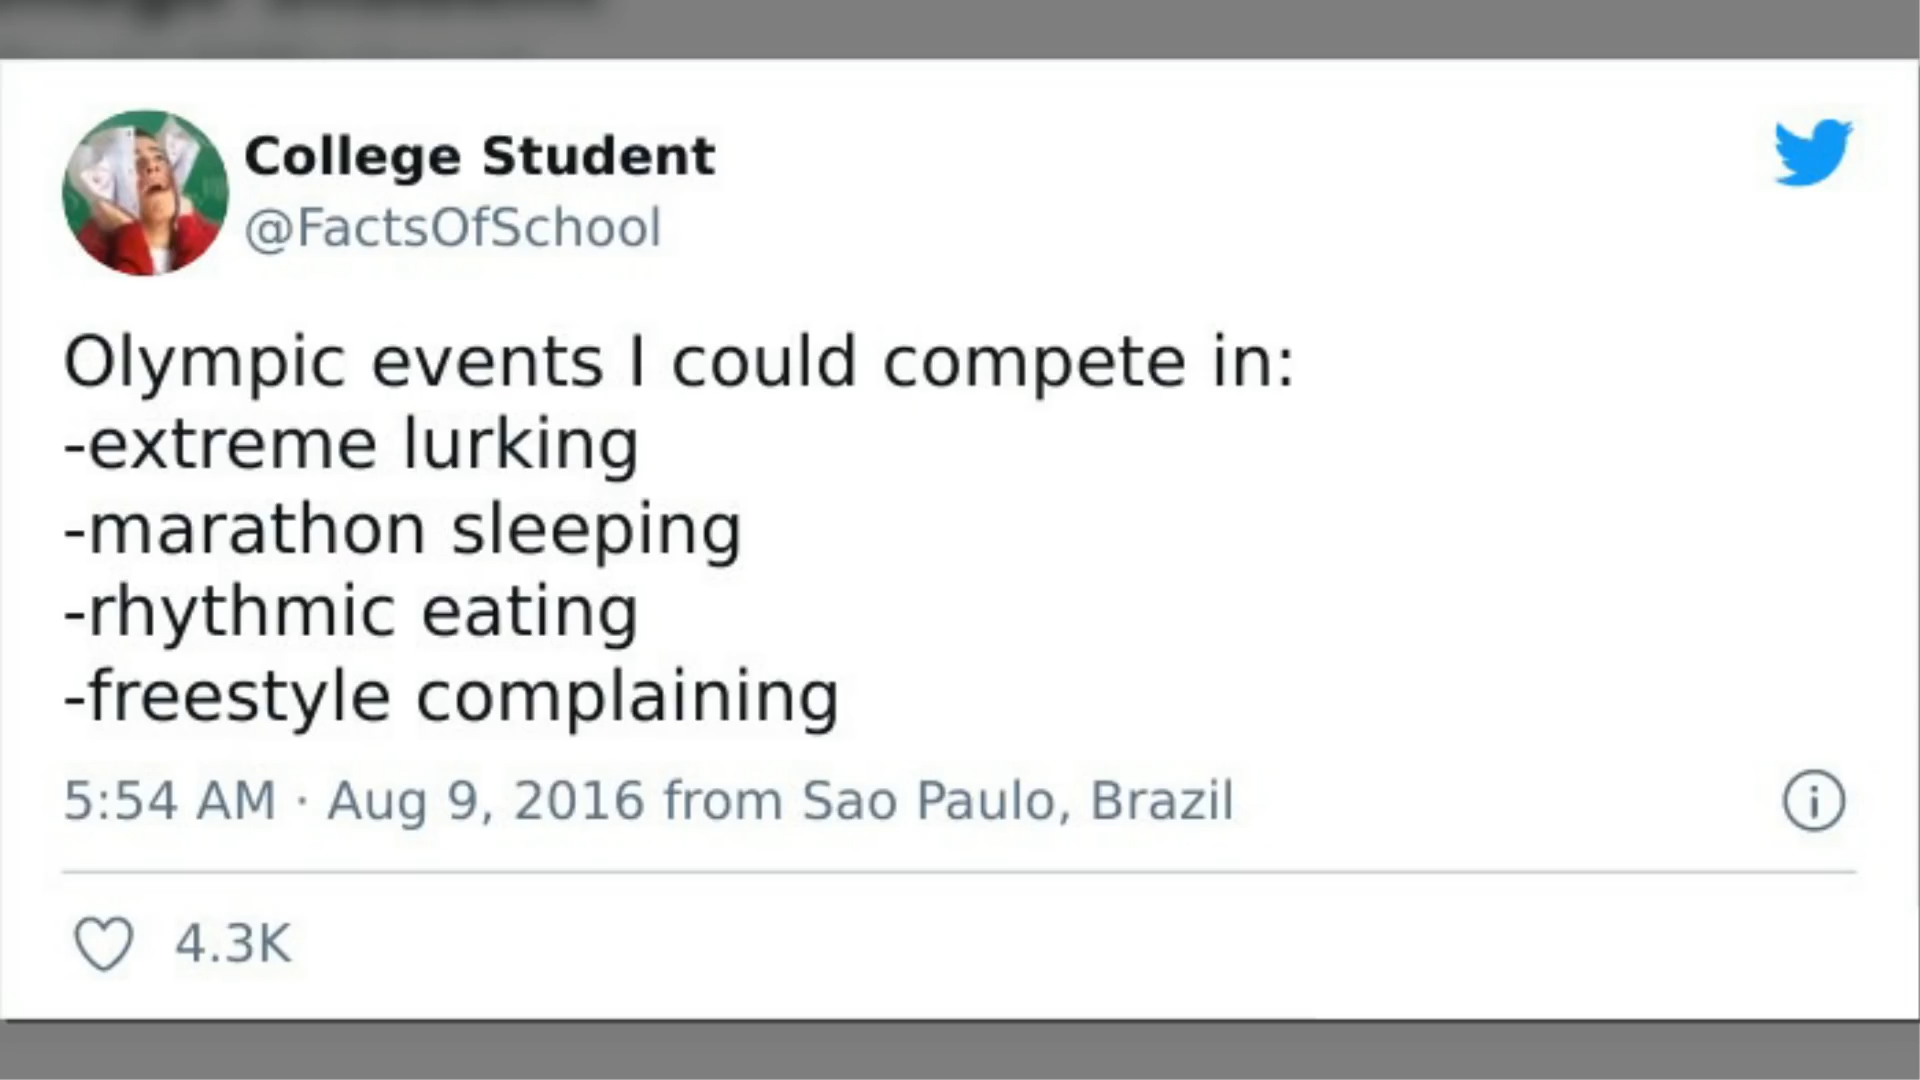 College Student
@FactsOfSchool
Olympic events I could compete in:
-extreme lurking
-marathon sleeping
-rhythmic eating
-freestyle complaining
5:54 AM · Aug 9, 2016 from Sao Paulo, Brazil
4.3K